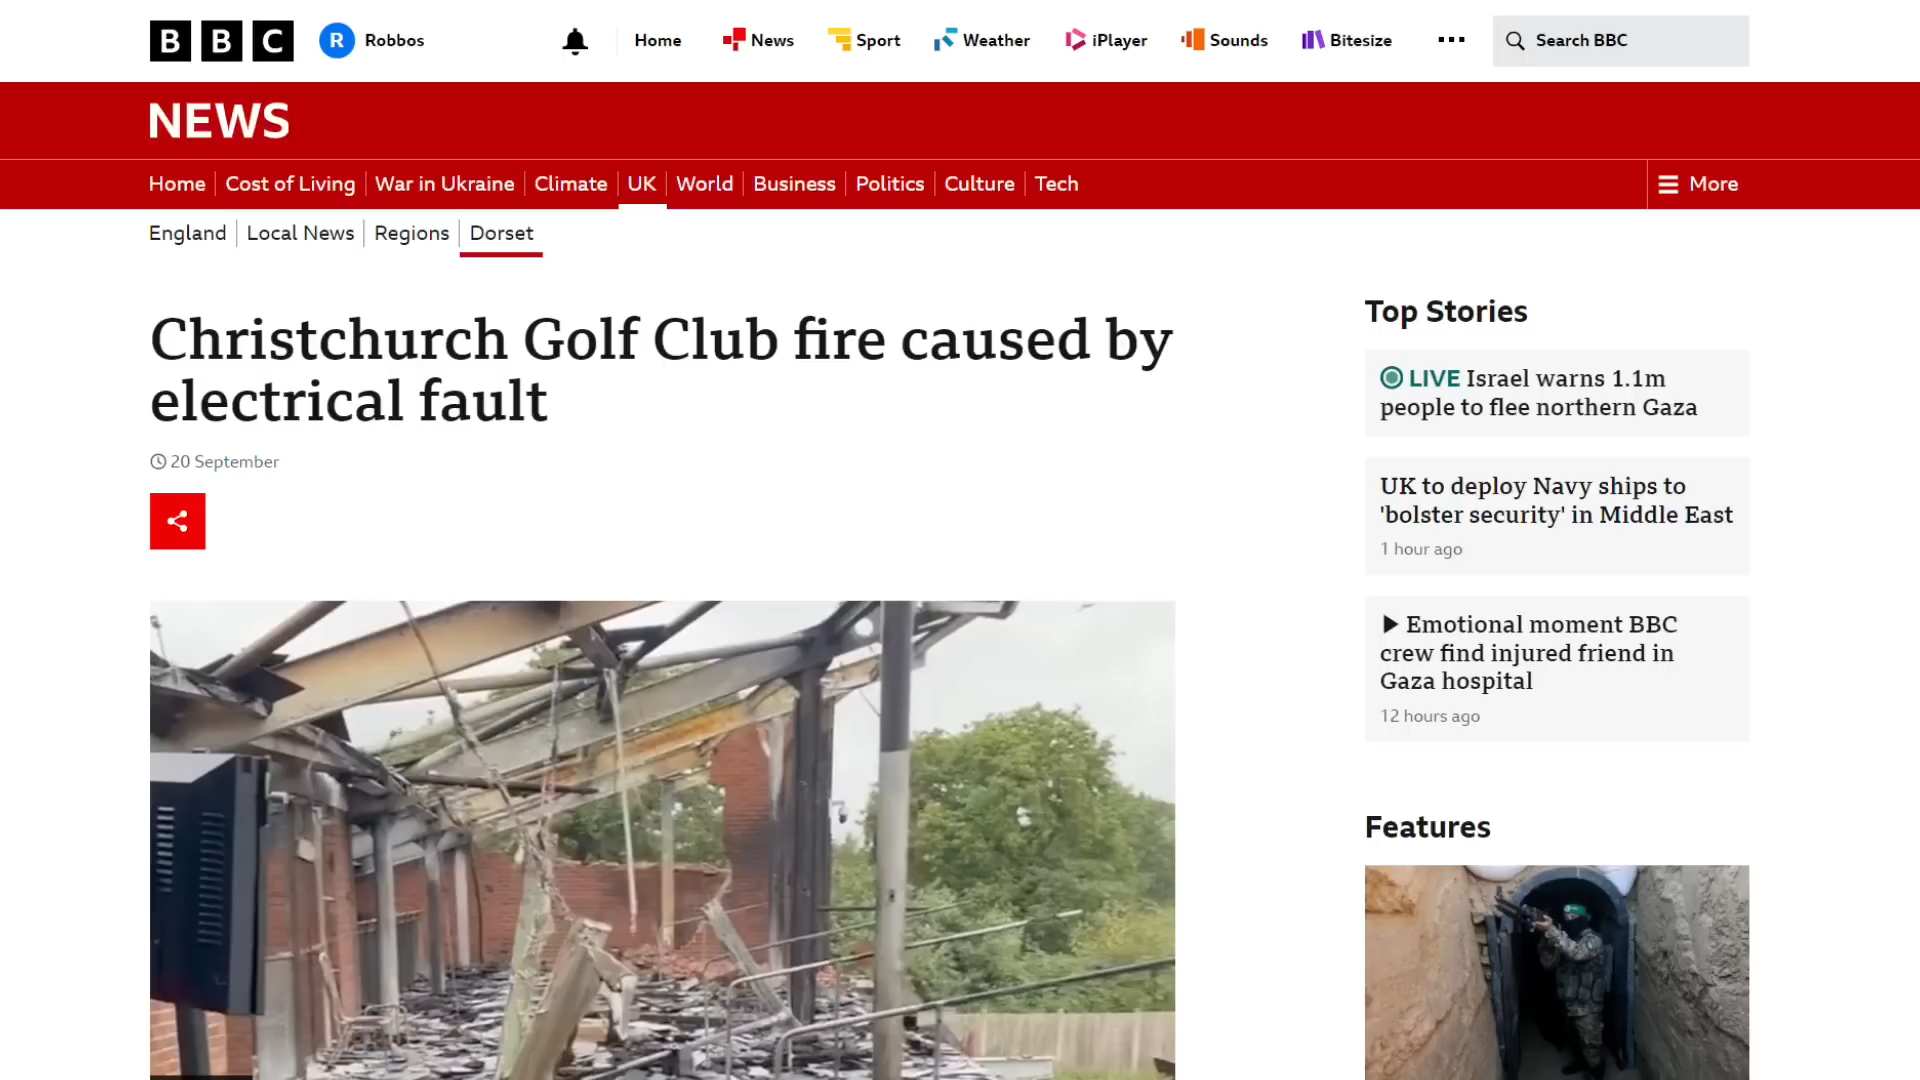 BBC
R Robbos
Home
News
Sport
Weather
iPlayer
Sounds
Bitesize
Search BBC
NEWS
Home
Cost of Living
War in Ukraine
Climate
UK
World
Business
Politics
Culture
Tech
More
England
Local News
Regions
Dorset
Christchurch Golf Club fire caused by
electrical fault
20 September
Top Stories
LIVE Israel warns 1.1m
people to flee northern Gaza
UK to deploy Navy ships to
'bolster security' in Middle East
1 hour ago
Emotional moment BBC
crew find injured friend in
Gaza hospital
12 hours ago
Features